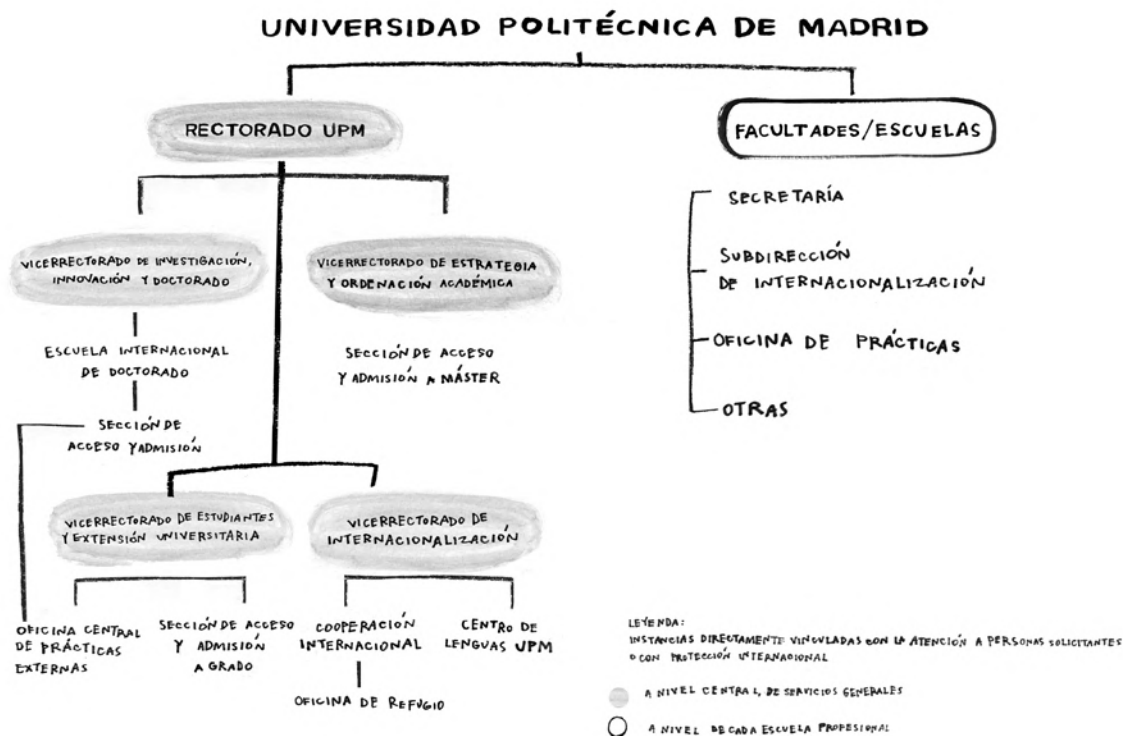 UNIVERSIDAD POLITÉCNICA DE MADRID
RECTORADO UPM
FACULTADES/ESCUELAS
SECRETARÍA
SUBDIRECCIÓN
DE INTERNACIONALIZACIÓN
OFICINA DE PRÁCTICAS
OTRAS
VICERRECTORADO DE INVESTIGACIÓN,
INNOVACIÓN Y DOCTORADO
VICERRECTORADO DE ESTRATEGIA
Y ORDENACIÓN ACADÉMICA
ESCUELA INTERNACIONAL
DE DOCTORADO
SECCIÓN DE ACCESO
Y ADMISIÓN A MÁSTER
SECCIÓN DE
ACCESO Y ADMISIÓN
VICERRECTORADO DE ESTUDIANTES
Y EXTENSIÓN UNIVERSITARIA
VICERRECTORADO DE
INTERNACIONALIZACIÓN
OFICINA CENTRAL
DE PRÁCTICAS
EXTERNAS
SECCIÓN DE ACCESO
Y ADMISIÓN
A GRADO
COOPERACIÓN
INTERNACIONAL
CENTRO DE
LENGUAS UPM
OFICINA DE REFUGIO
LEYENDA:
INSTANCIAS DIRECTAMENTE VINCULADAS CON LA ATENCIÓN A PERSONAS SOLICITANTES
O CON PROTECCIÓN INTERNACIONAL
A NIVEL CENTRAL, DE SERVICIOS GENERALES
A NIVEL DE CADA ESCUELA PROFESIONAL